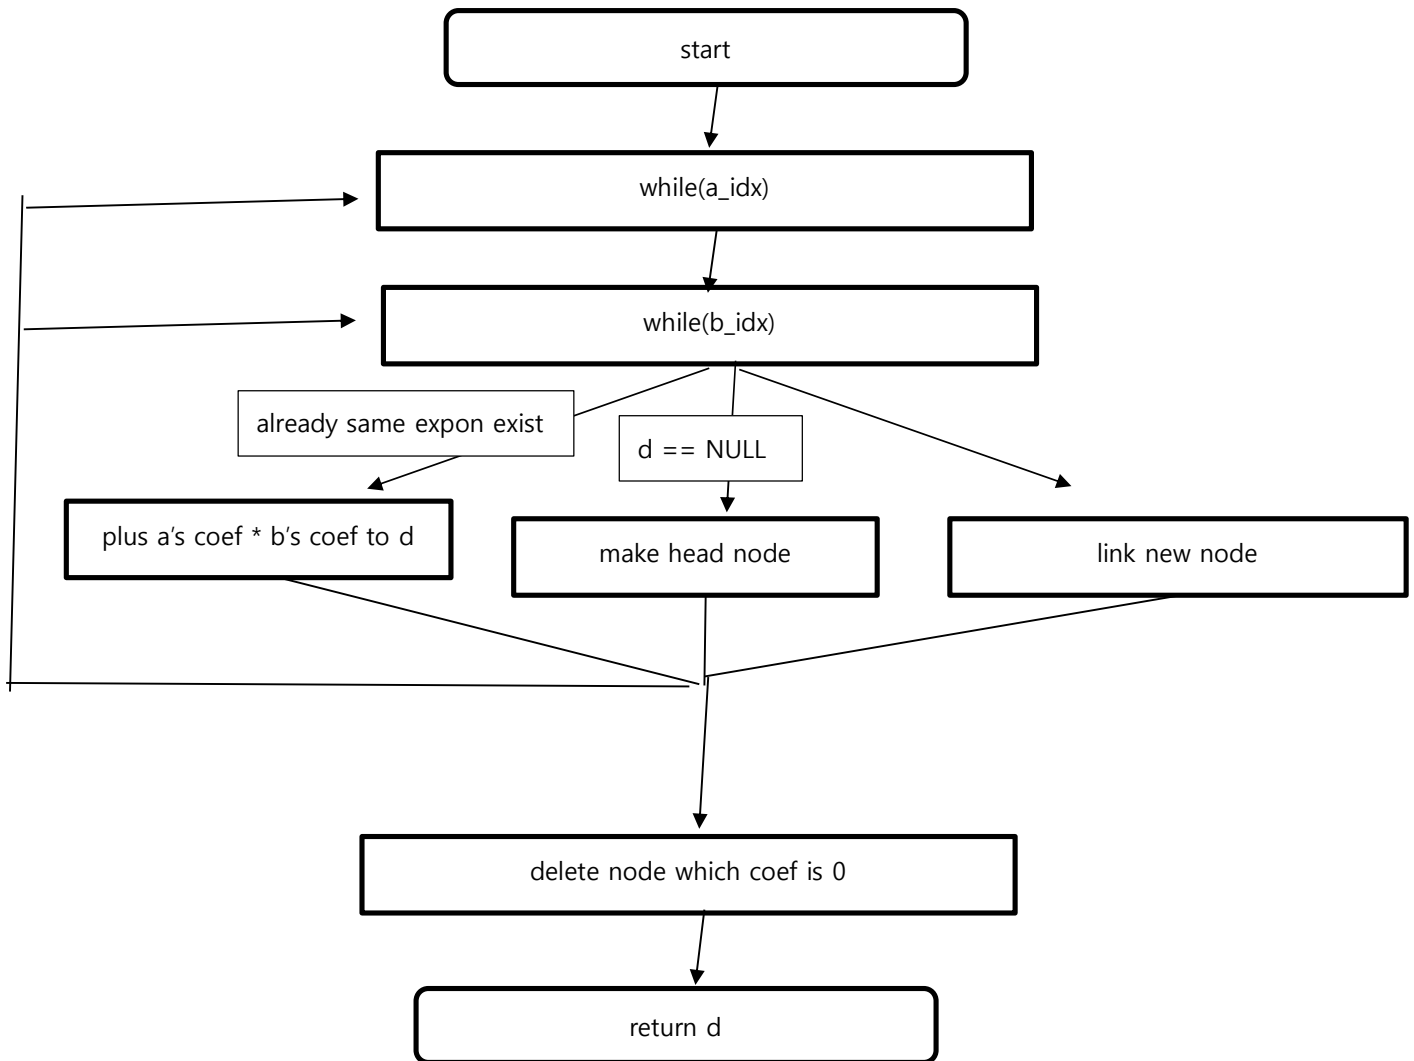 start
while(a_idx)
while(b_idx)
already same expon exist
d == NULL
plus a’s coef * b’s coef to d
make head node
link new node
delete node which coef is 0
return d